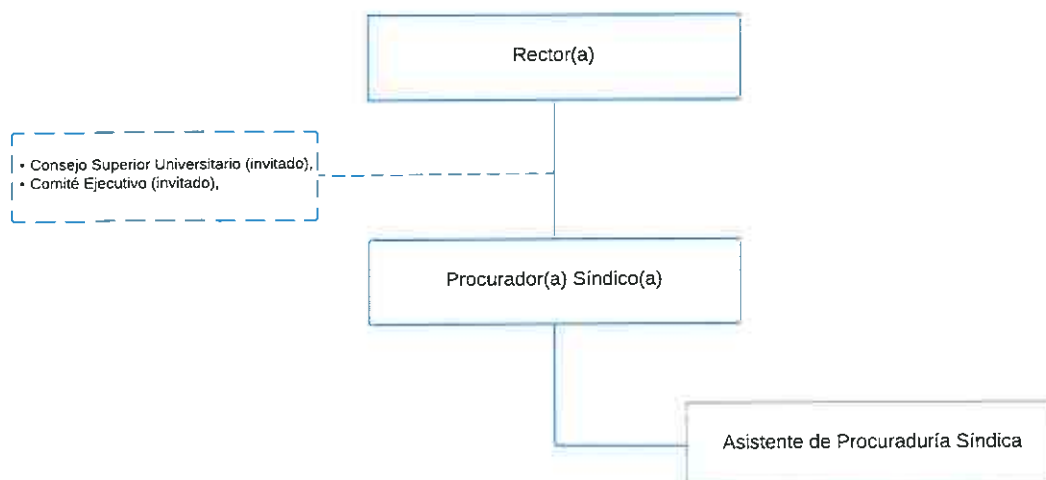 Rector(a)
• Consejo Superior Universitario (invitado),
• Comité Ejecutivo (invitado),
Procurador(a) Síndico(a)
Asistente de Procuraduría Síndica